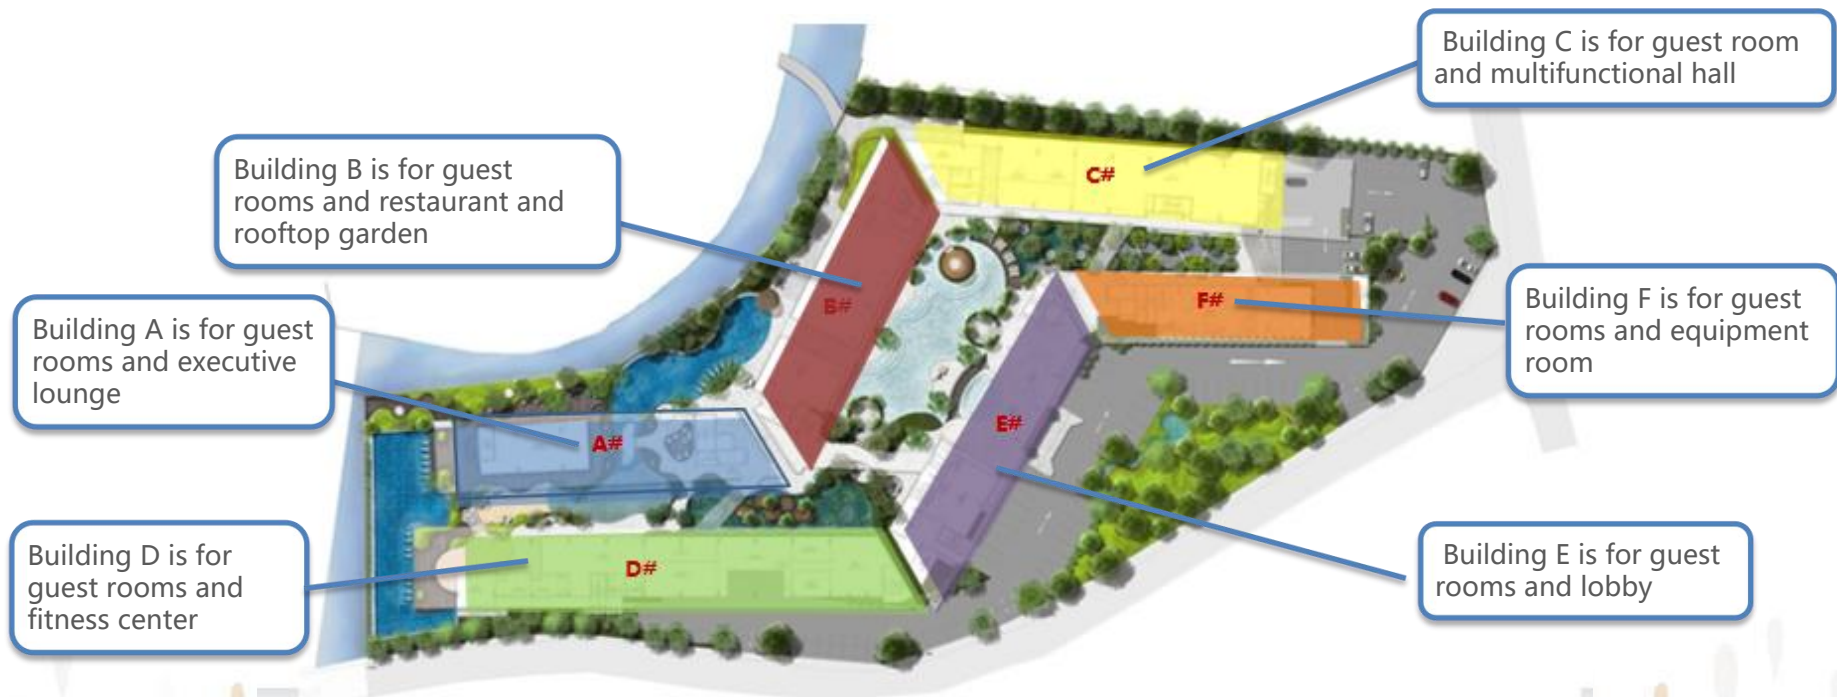 Building C is for guest room
and multifunctional hall
Building B is for guest
rooms and restaurant and
rooftop garden
Building A is for guest
rooms and executive
lounge
Building D is for
guest rooms and
fitness center
Building F is for guest
rooms and equipment
room
Building E is for guest
rooms and lobby
C#
B#
F#
A#
E#
D#